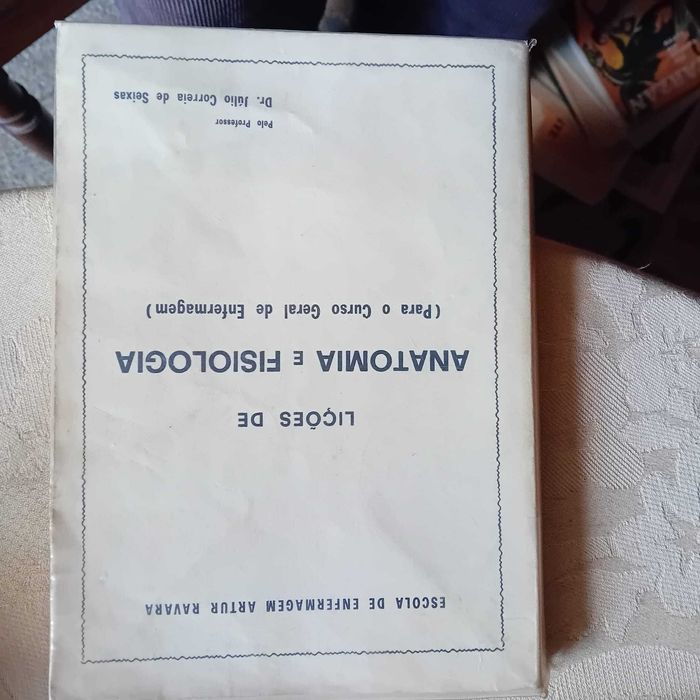 ESCOLA DE ENFERMAGEM ARTUR RAVARA
LIÇÕES DE
ANATOMIA E FISIOLOGIA
(Para o Curso Geral de Enfermagem)
Pelo Professor
Dr. Júlio Correia de Seixas